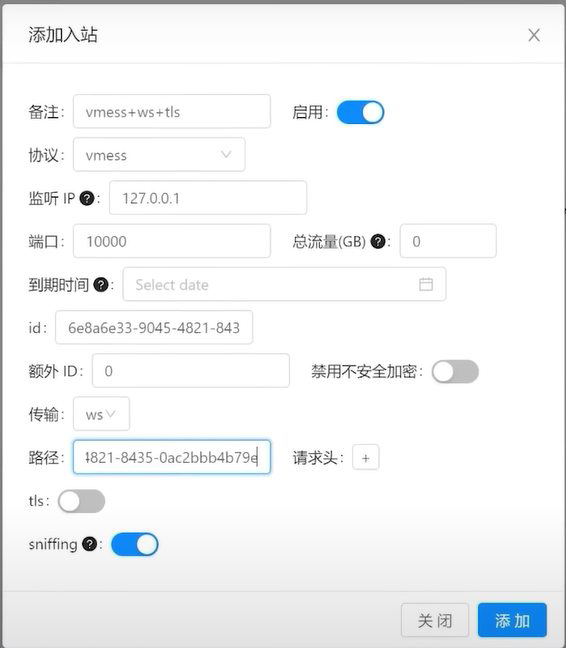 添加入站
备注: vmess+ws+tls 启用:
协议: vmess
监听 IP ?: 127.0.0.1
端口: 10000 总流量(GB) ?: 0
到期时间 ?: Select date
id: 6e8a6e33-9045-4821-843
额外 ID: 0 禁用不安全加密:
传输: ws
路径: 4821-8435-0ac2bbb4b79e 请求头: +
tls:
sniffing ?:
关 闭 添 加